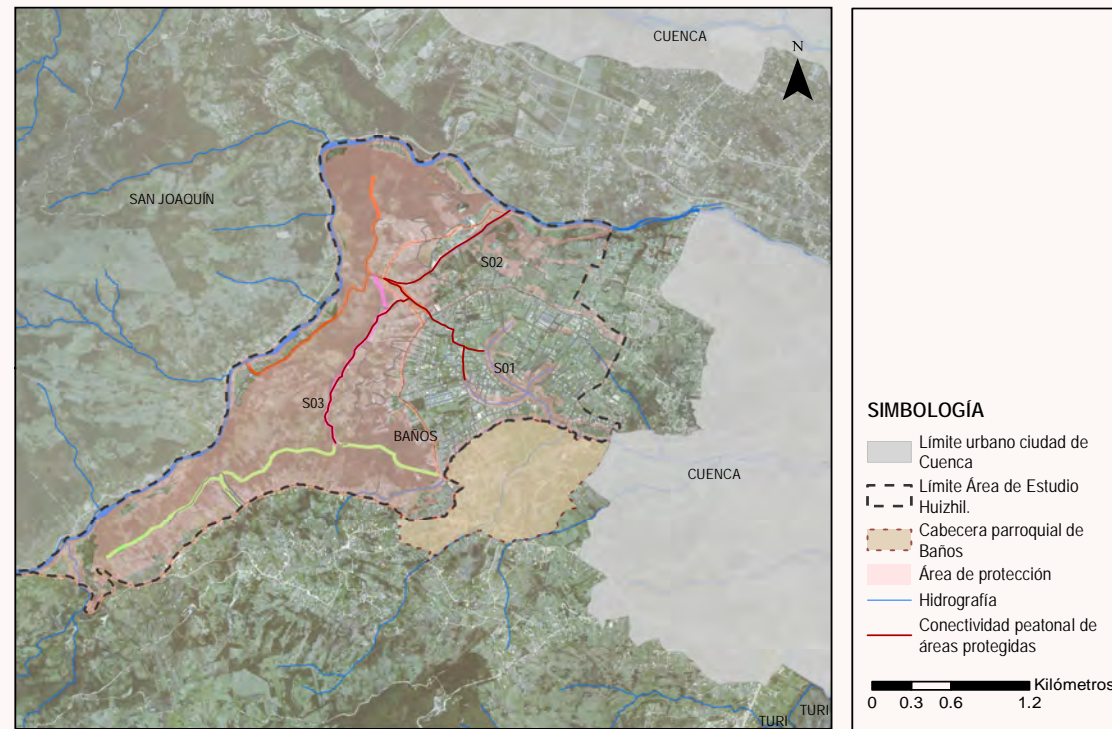 CUENCA
N
SAN JOAQUÍN
S02
S01
S03
BAÑOS
CUENCA
TURI
TURI
SIMBOLOGÍA
Límite urbano ciudad de
Cuenca
Límite Área de Estudio
Huizhil.
Cabecera parroquial de
Baños
Área de protección
Hidrografía
Conectividad peatonal de
áreas protegidas
Kilómetros
0 0.3 0.6 1.2